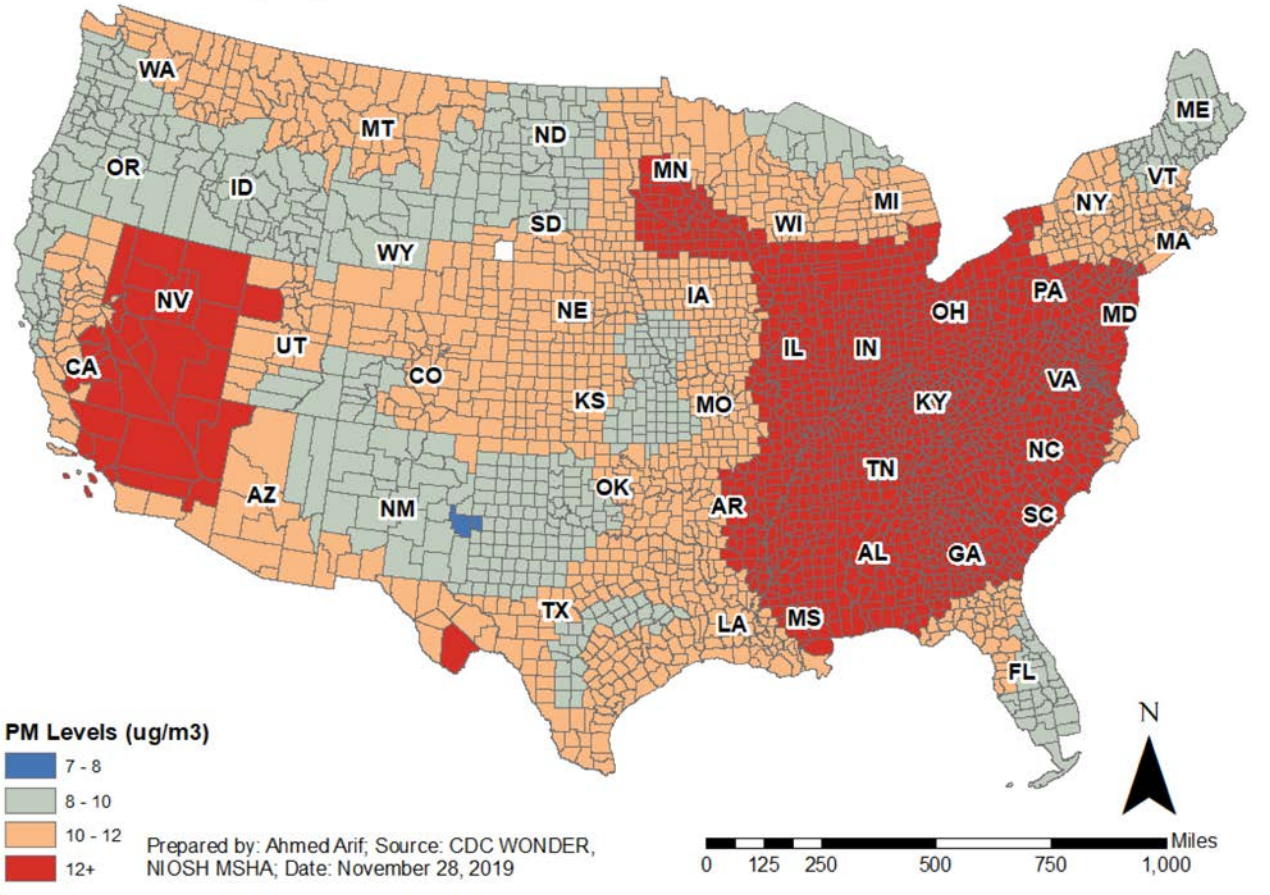 WA
MT
ND
MN
ME
VT
OR
ID
SD
WI
MI
NY
WY
MA
NV
NE
IA
OH
PA
MD
UT
IL
IN
CA
CO
KS
MO
KY
VA
AZ
NM
OK
AR
TN
NC
SC
AL
GA
TX
LA
MS
FL
N
PM Levels (ug/m3)
7 - 8
8 - 10
10 - 12
12+
Prepared by: Ahmed Arif; Source: CDC WONDER,
NIOSH MSHA; Date: November 28, 2019
Miles
0 125 250 500 750 1,000